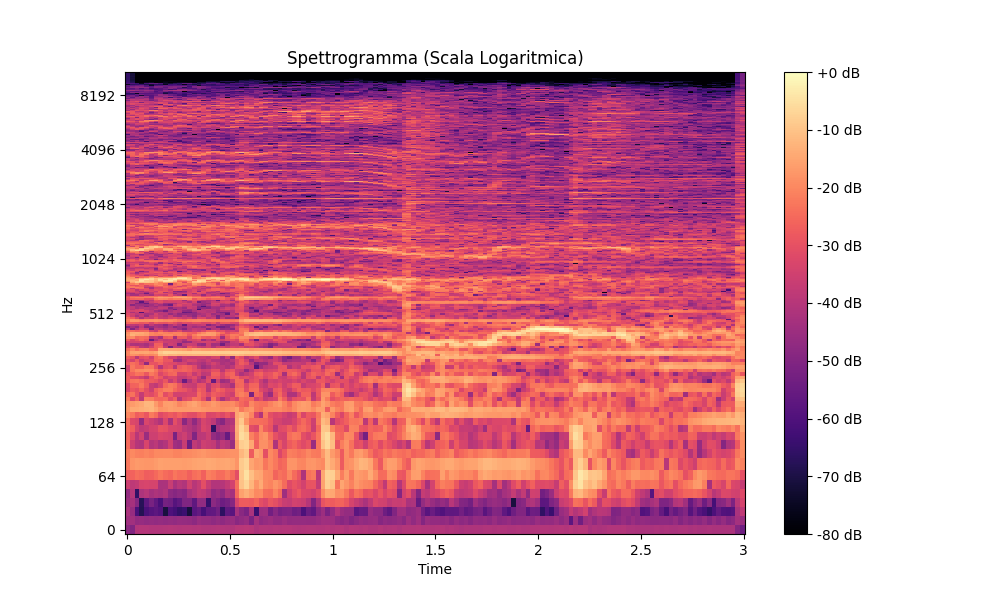 Spettrogramma (Scala Logaritmica)
Hz
8192
4096
2048
1024
512
256
128
64
0
0
0.5
1
1.5
2
2.5
3
Time
+0 dB
-10 dB
-20 dB
-30 dB
-40 dB
-50 dB
-60 dB
-70 dB
-80 dB